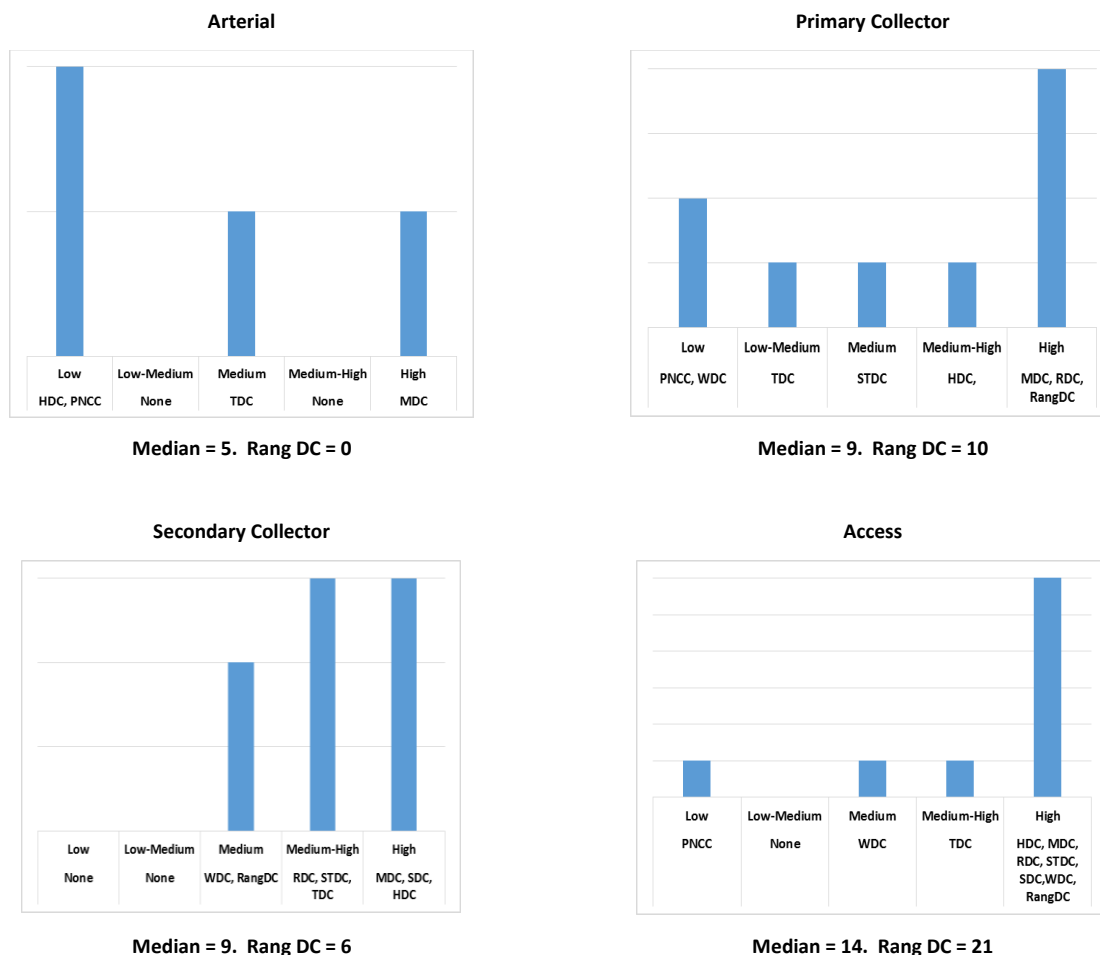 Arterial
Low
Low-Medium
Medium
Medium-High
High
HDC, PNCC
None
TDC
None
MDC
Median = 5.  Rang DC = 0
Primary Collector
Low
Low-Medium
Medium
Medium-High
High
PNCC, WDC
TDC
STDC
HDC,
MDC, RDC,
RangDC
Median = 9.  Rang DC = 10
Secondary Collector
Low
Low-Medium
Medium
Medium-High
High
None
None
WDC, RangDC
RDC, STDC,
TDC
MDC, SDC,
HDC
Median = 9.  Rang DC = 6
Access
Low
Low-Medium
Medium
Medium-High
High
PNCC
None
WDC
TDC
HDC, MDC,
RDC, STDC,
SDC,WDC,
RangDC
Median = 14.  Rang DC = 21